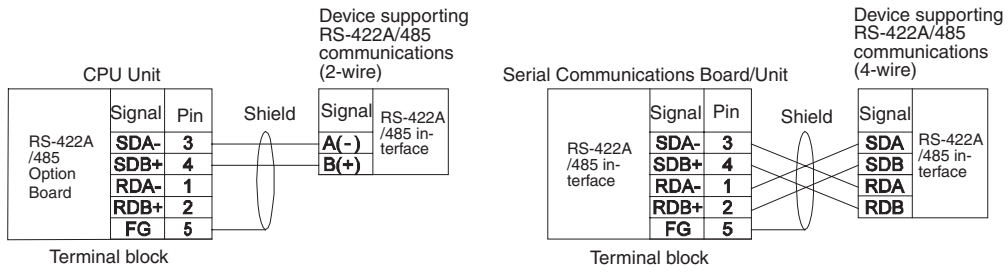 Device supporting
RS-422A/485
communications
(2-wire)
CPU Unit
Signal Pin
Shield
Signal
RS-422A
/485
Option
Board
SDA- 3
SDB+ 4
RDA- 1
RDB+ 2
FG 5
A(-)
B(+)
RS-422A
/485 in-
terface
Terminal block
Device supporting
RS-422A/485
communications
(4-wire)
Serial Communications Board/Unit
Signal Pin
Shield
Signal
RS-422A
/485 in-
terface
SDA- 3
SDB+ 4
RDA- 1
RDB+ 2
FG 5
SDA
SDB
RDA
RDB
RS-422A
/485 in-
terface
Terminal block